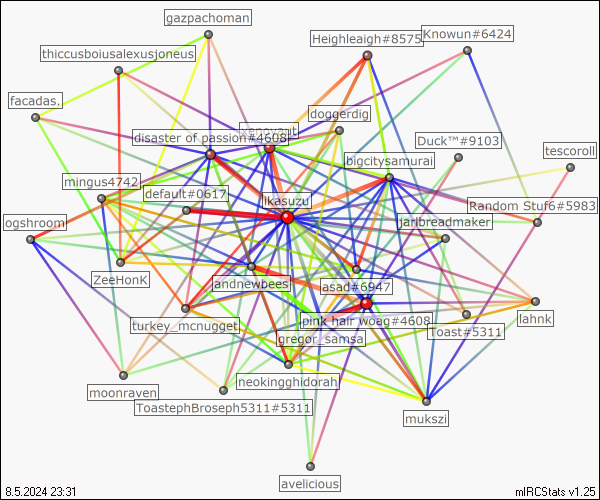 gazpachoman
Heighleaigh#8575
Knowun#6424
thiccusboiusalexusjoneus
facadas.
doggerdig
disaster of passion#4608
xenovant
Duck™#9103
tescoroll
bigcitysamurai
mingus4742
default#0617
Ikasuzu
Random Stuf6#5983
ogshroom
jaribreadmaker
ZeeHonK
andnewbees
asad#6947
turkey_mcnugget
pink hair woag#4608
lahnk
Toast#5311
gregor_samsa
neokingghidorah
moonraven
ToastephBroseph5311#5311
mukszi
avelicious
8.5.2024 23:31
mIRCStats v1.25